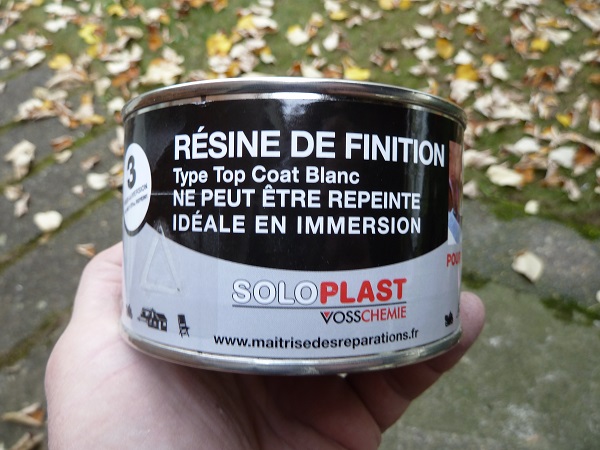 3
RÉSINE DE FINITION
Type Top Coat Blanc
NE PEUT ÊTRE REPEINTE
IDÉALE EN IMMERSION
POUR
SOLOPLAST
VOSSCHEMIE
www.maitrisedesreparations.fr